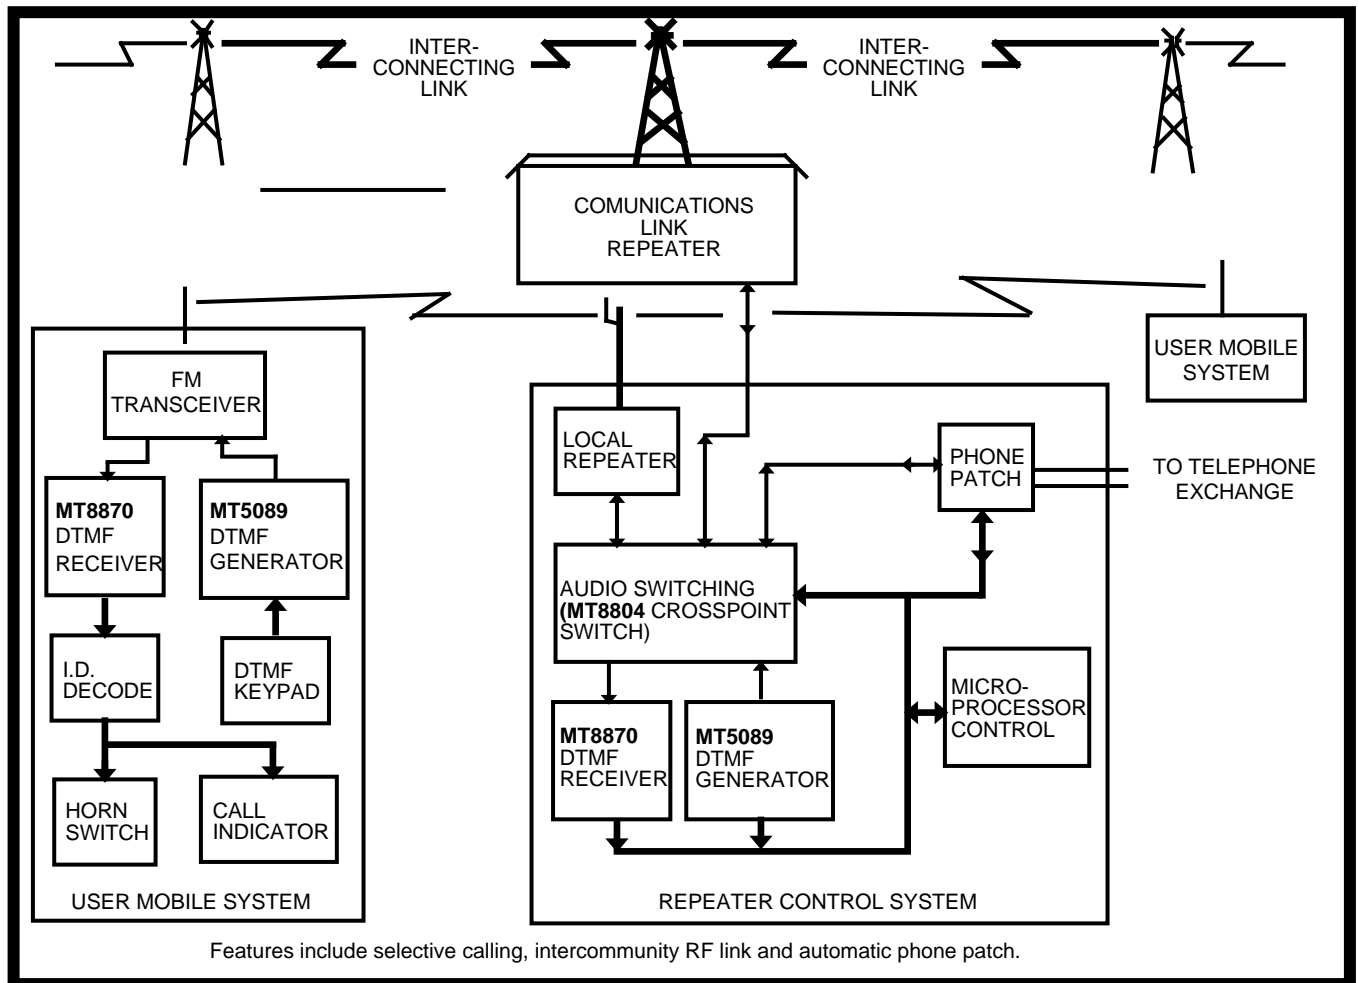 INTER-
CONNECTING
LINK
INTER-
CONNECTING
LINK
COMUNICATIONS
LINK
REPEATER
USER MOBILE
SYSTEM
FM
TRANSCEIVER
MT8870
DTMF
RECEIVER
MT5089
DTMF
GENERATOR
I.D.
DECODE
DTMF
KEYPAD
HORN
SWITCH
CALL
INDICATOR
USER MOBILE SYSTEM
LOCAL
REPEATER
PHONE
PATCH
TO TELEPHONE
EXCHANGE
AUDIO SWITCHING
(MT8804 CROSSPOINT
SWITCH)
MICRO-
PROCESSOR
CONTROL
MT8870
DTMF
RECEIVER
MT5089
DTMF
GENERATOR
REPEATER CONTROL SYSTEM
Features include selective calling, intercommunity RF link and automatic phone patch.